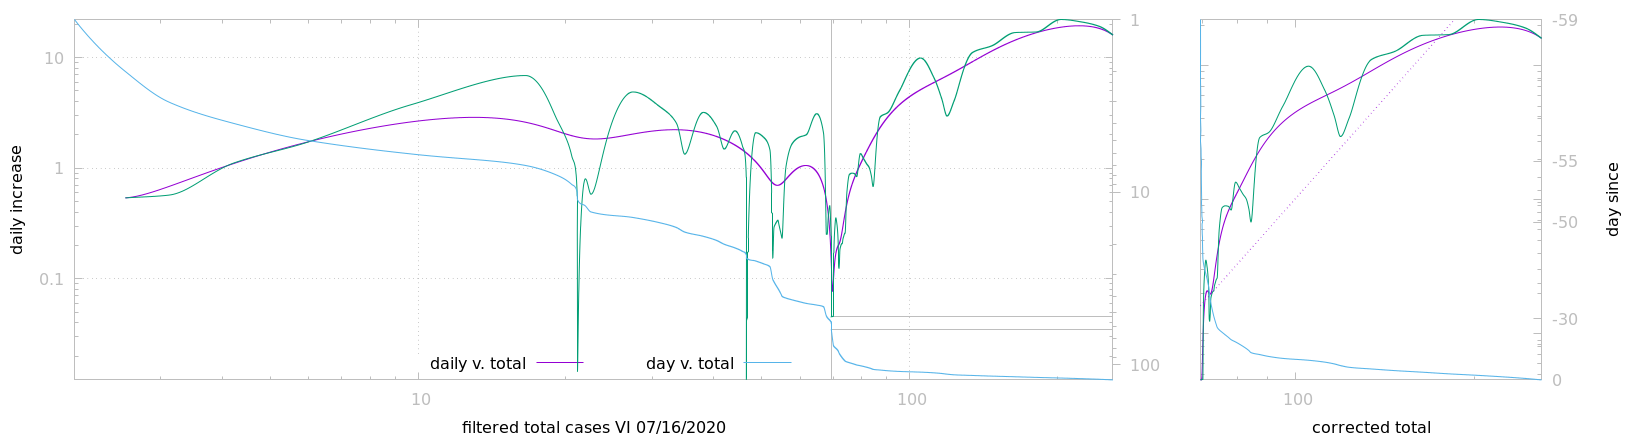 1 -59
10
daily increase
1
0.1
10
100
-55
-50
-30
0
day since
daily v. total day v. total
10 100 100
filtered total cases VI 07/16/2020 corrected total